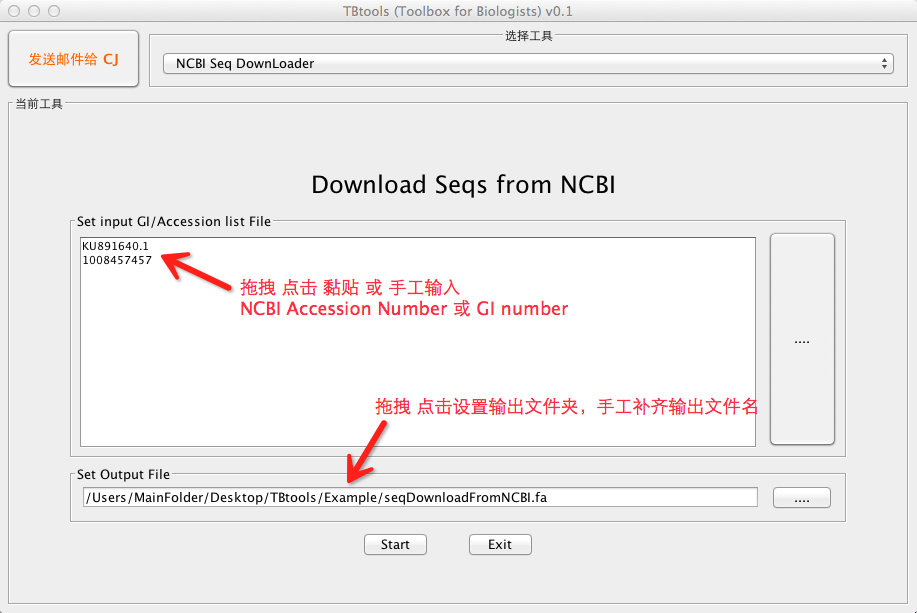 TBtools (Toolbox for Biologists) v0.1
发送邮件给 CJ
选择工具
NCBI Seq DownLoader
当前工具
Download Seqs from NCBI
Set input GI/Accession list File
KU891640.1
1008457457
拖拽 点击 黏贴 或 手工输入
NCBI Accession Number 或 GI number
....
拖拽 点击设置输出文件夹，手工补齐输出文件名
Set Output File
/Users/MainFolder/Desktop/TBtools/Example/seqDownloadFromNCBI.fa
....
Start
Exit